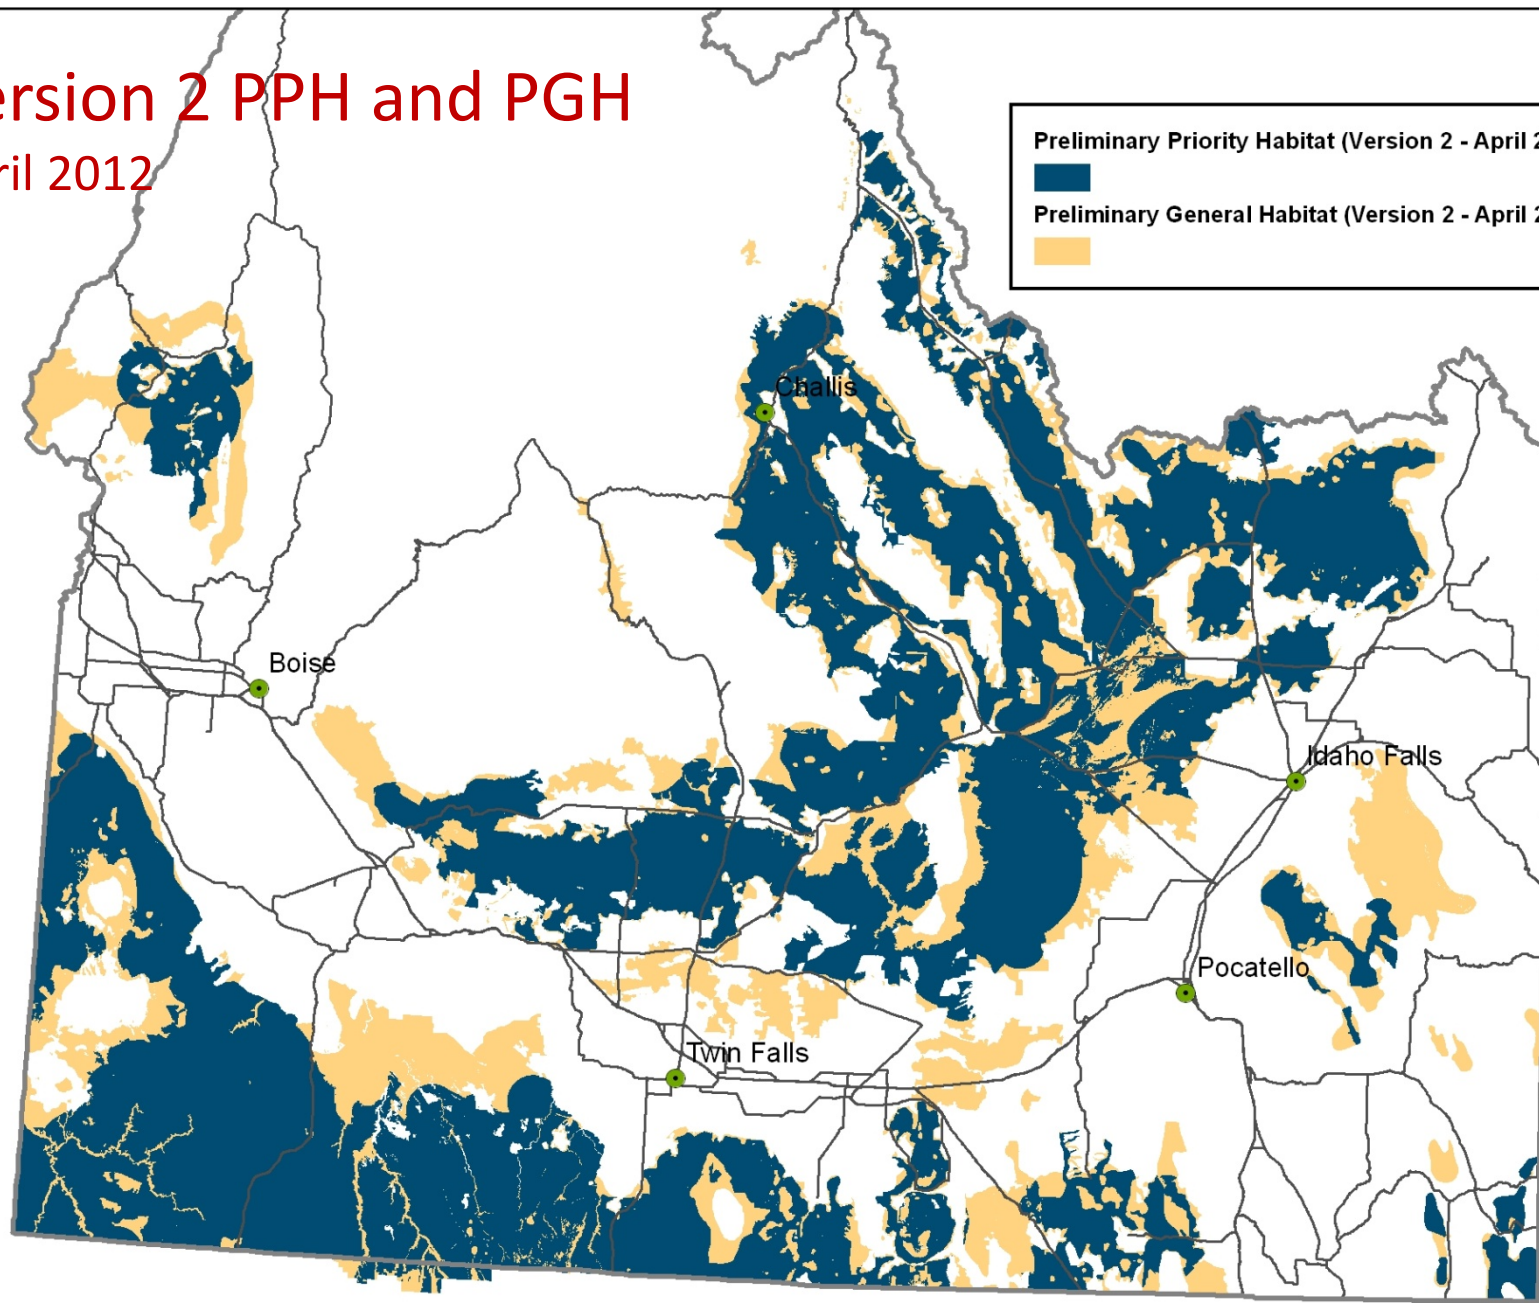 ersion 2 PPH and PGH
ril 2012
Preliminary Priority Habitat (Version 2 - April 2
Preliminary General Habitat (Version 2 - April 2
Challis
Boise
Idaho Falls
Pocatello
Twin Falls